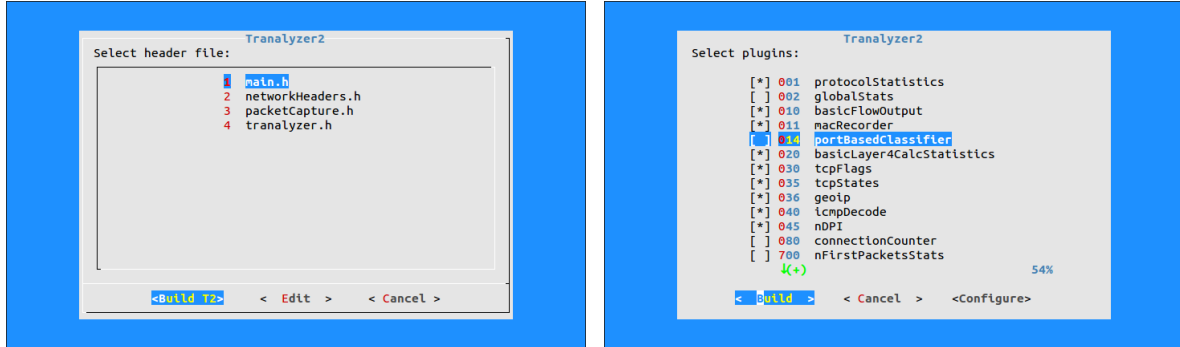 Tranalyzer2
Select header file:
1 main.h
2 networkHeaders.h
3 packetCapture.h
4 tranalyzer.h
<Build T2> < Edit > < Cancel >
Tranalyzer2
Select plugins:
[*] 001 protocolStatistics
[ ] 002 globalStats
[*] 010 basicFlowOutput
[*] 011 macRecorder
[ ] 014 portBasedClassifier
[*] 020 basicLayer4CalcStatistics
[*] 030 tcpFlags
[*] 035 tcpStates
[*] 036 geoip
[*] 040 icmpDecode
[*] 045 nDPI
[ ] 080 connectionCounter
[ ] 700 nFirstPacketsStats
↓(+) 54%
< Build > < Cancel > <Configure>